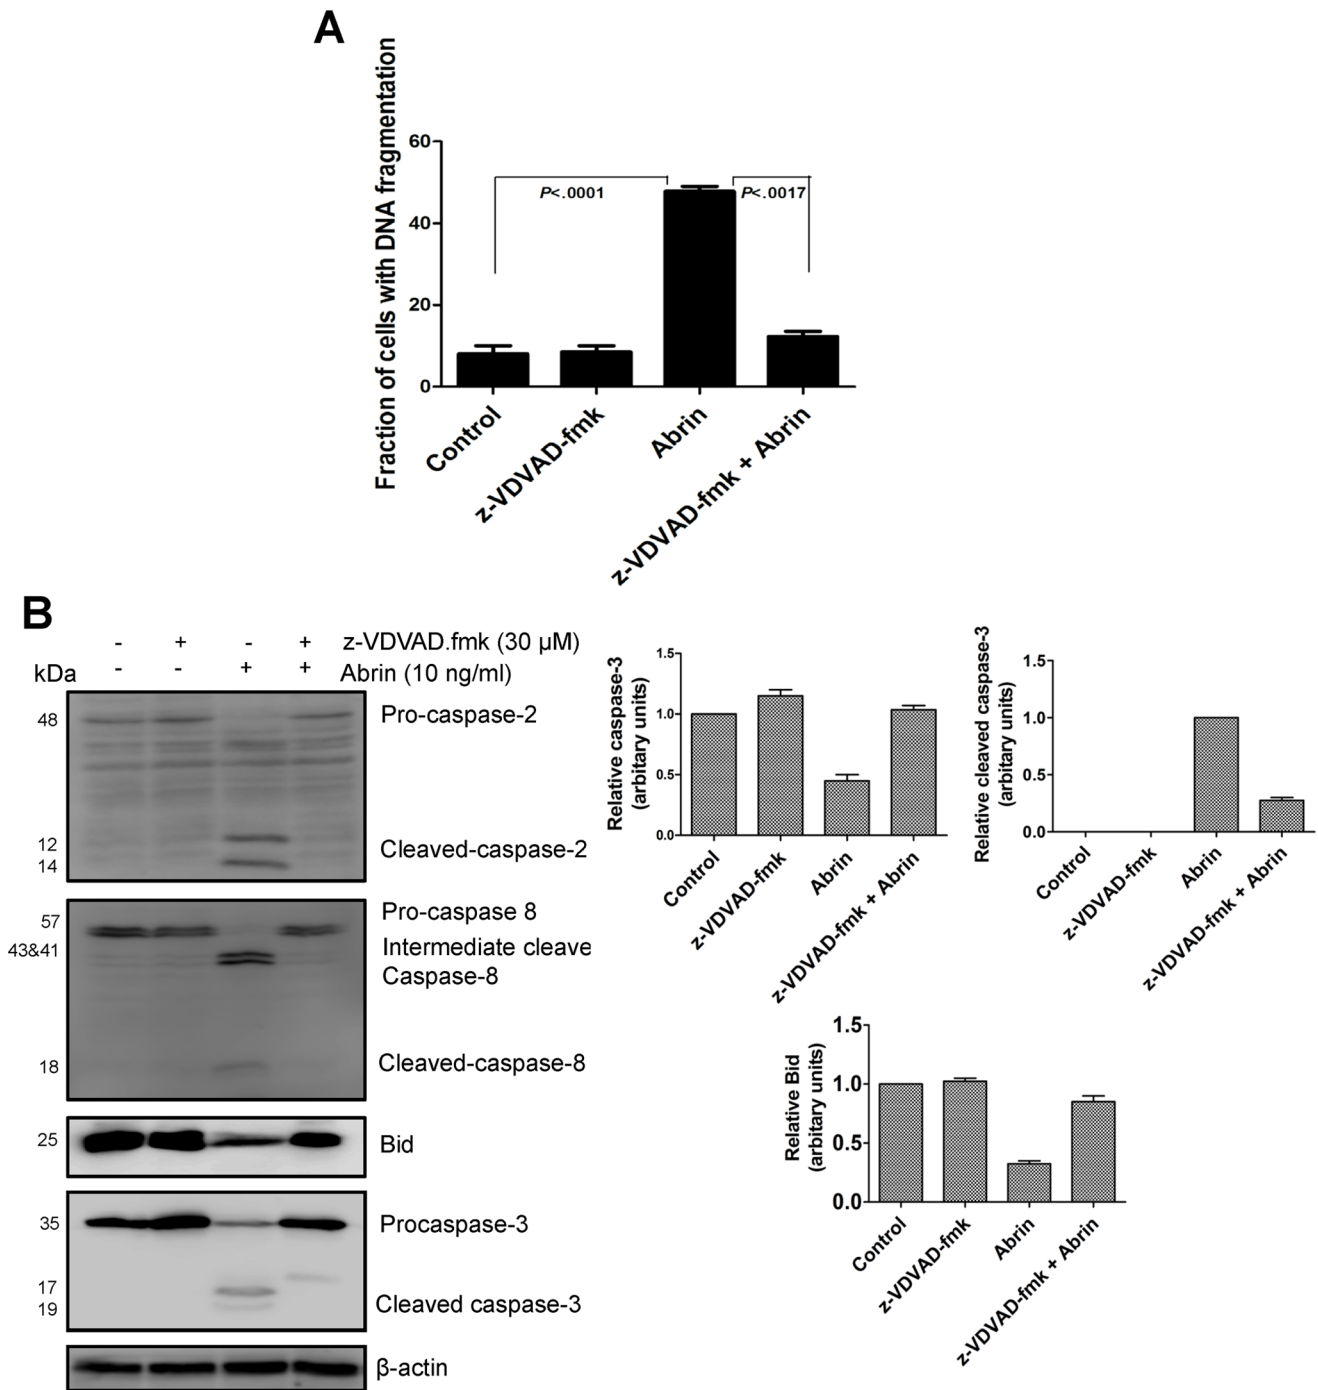 A
Fraction of cells with DNA fragmentation
60
40
20
0
P<.0001
P<.0017
Control
z-VDVAD-fmk
Abrin
z-VDVAD-fmk + Abrin
B
- + - + z-VDVAD.fmk (30 µM)
kDa - - + + Abrin (10 ng/ml)
48 Pro-caspase-2
12 Cleaved-caspase-2
14
57 Pro-caspase 8
43&41 Intermediate cleave
Caspase-8
18 Cleaved-caspase-8
25 Bid
35 Procaspase-3
17
19 Cleaved caspase-3
β-actin
Relative caspase-3
(arbitary units)
1.5
1.0
0.5
0.0
Control
z-VDVAD-fmk
Abrin
z-VDVAD-fmk + Abrin
Relative cleaved caspase-3
(arbitary units)
1.5
1.0
0.5
0.0
Control
z-VDVAD-fmk
Abrin
z-VDVAD-fmk + Abrin
Relative Bid
(arbitary units)
1.5
1.0
0.5
0.0
Control
z-VDVAD-fmk
Abrin
z-VDVAD-fmk + Abrin